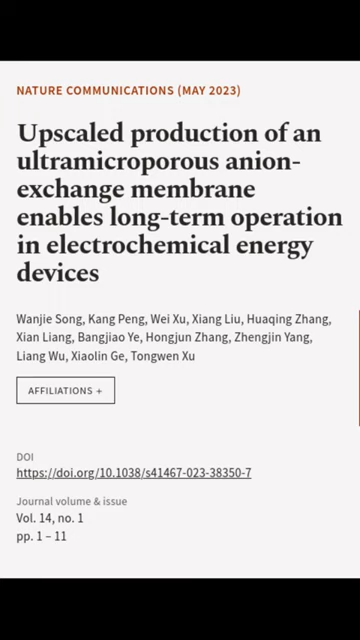 NATURE COMMUNICATIONS (MAY 2023)
Upscaled production of an
ultramicroporous anion-
exchange membrane
enables long-term operation
in electrochemical energy
devices
Wanjie Song, Kang Peng, Wei Xu, Xiang Liu, Huaqing Zhang,
Xian Liang, Bangjiao Ye, Hongjun Zhang, Zhengjin Yang,
Liang Wu, Xiaolin Ge, Tongwen Xu
AFFILIATIONS +
DOI
https://doi.org/10.1038/s41467-023-38350-7
Journal volume & issue
Vol. 14, no. 1
pp. 1 – 11